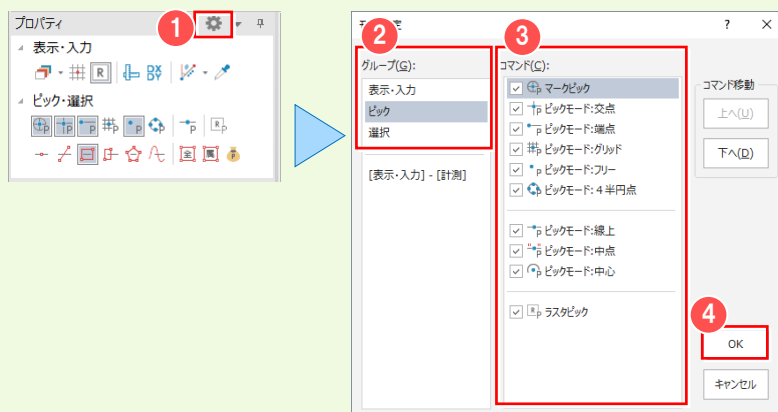 プロパティ
1
表示・入力
R
ピック・選択
全 属
2
3
?
グループ(G):
表示・入力
ピック
選択
[表示・入力] - [計測]
コマンド(C):
マークピック
ピックモード:交点
ピックモード:端点
ピックモード:グリッド
ピックモード:フリー
ピックモード:4半円点
ピックモード:線上
ピックモード:中点
ピックモード:中心
ラスタピック
コマンド移動
上へ(U)
下へ(D)
4
OK
キャンセル